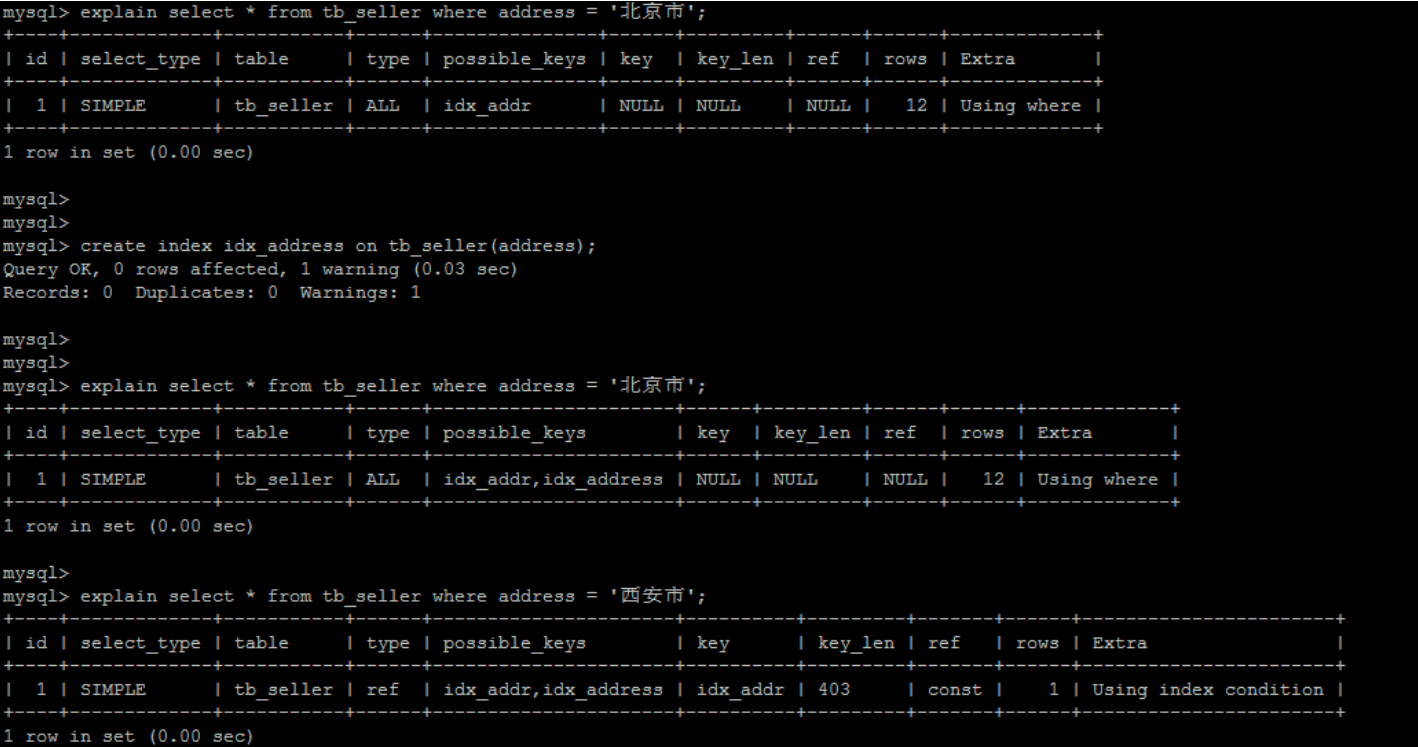 mysql> explain select * from tb_seller where address = '北京市';
+----+-------------+-----------+------+---------------+------+---------+------+------+-------------+
| id | select_type | table     | type | possible_keys | key  | key_len | ref  | rows | Extra       |
+----+-------------+-----------+------+---------------+------+---------+------+------+-------------+
|  1 | SIMPLE      | tb_seller | ALL  | idx_addr      | NULL | NULL    | NULL |   12 | Using where |
+----+-------------+-----------+------+---------------+------+---------+------+------+-------------+
1 row in set (0.00 sec)
mysql>
mysql>
mysql> create index idx_address on tb_seller(address);
Query OK, 0 rows affected, 1 warning (0.03 sec)
Records: 0  Duplicates: 0  Warnings: 1
mysql>
mysql>
mysql> explain select * from tb_seller where address = '北京市';
+----+-------------+-----------+------+----------------------+------+---------+------+------+-------------+
| id | select_type | table     | type | possible_keys        | key  | key_len | ref  | rows | Extra       |
+----+-------------+-----------+------+----------------------+------+---------+------+------+-------------+
|  1 | SIMPLE      | tb_seller | ALL  | idx_addr,idx_address | NULL | NULL    | NULL |   12 | Using where |
+----+-------------+-----------+------+----------------------+------+---------+------+------+-------------+
1 row in set (0.00 sec)
mysql>
mysql> explain select * from tb_seller where address = '西安市';
+----+-------------+-----------+------+----------------------+----------+---------+-------+------+-----------------------+
| id | select_type | table     | type | possible_keys        | key      | key_len | ref   | rows | Extra                 |
+----+-------------+-----------+------+----------------------+----------+---------+-------+------+-----------------------+
|  1 | SIMPLE      | tb_seller | ref  | idx_addr,idx_address | idx_addr | 403     | const |    1 | Using index condition |
+----+-------------+-----------+------+----------------------+----------+---------+-------+------+-----------------------+
1 row in set (0.00 sec)